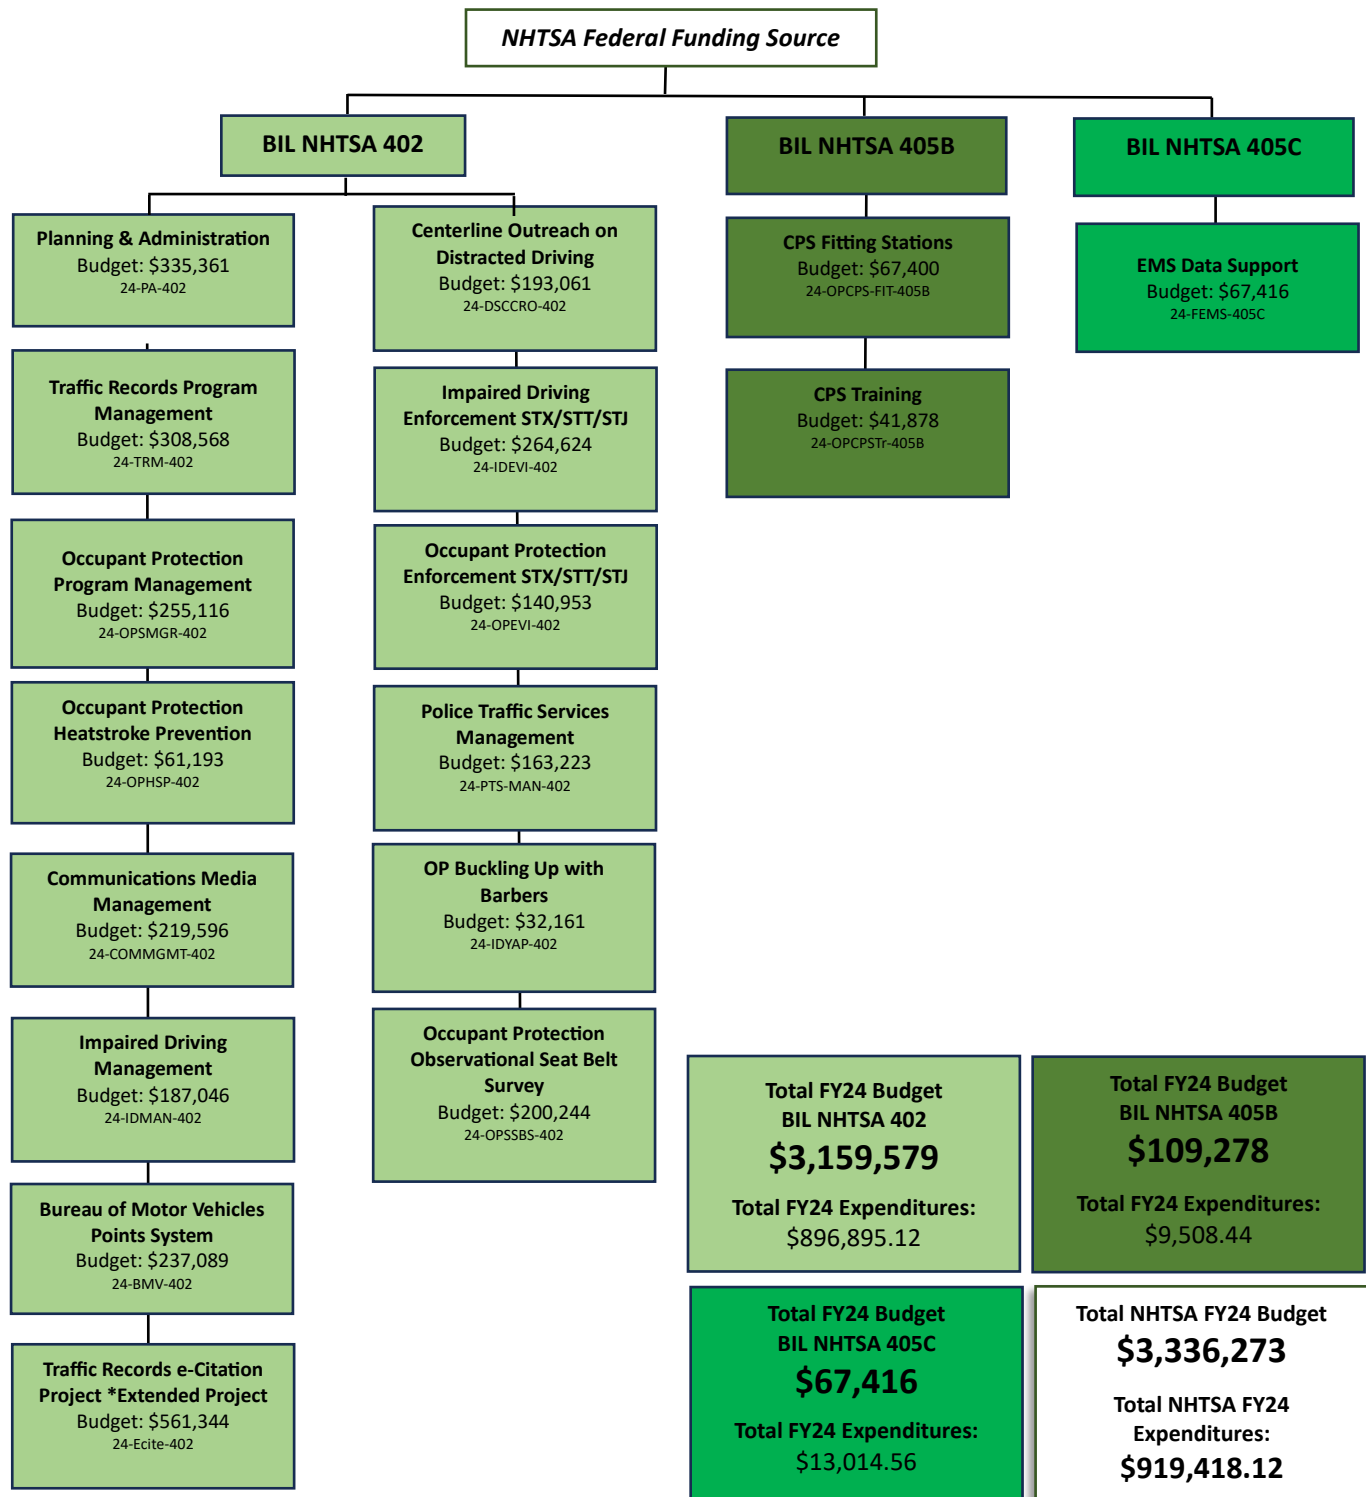 NHTSA Federal Funding Source
BIL NHTSA 402
BIL NHTSA 405B
BIL NHTSA 405C
Planning & Administration
Budget: $335,361
24-PA-402
Traffic Records Program
Management
Budget: $308,568
24-TRM-402
Occupant Protection
Program Management
Budget: $255,116
24-OPSMGR-402
Occupant Protection
Heatstroke Prevention
Budget: $61,193
24-OPHSP-402
Communications Media
Management
Budget: $219,596
24-COMMGMT-402
Impaired Driving
Management
Budget: $187,046
24-IDMAN-402
Bureau of Motor Vehicles
Points System
Budget: $237,089
24-BMV-402
Traffic Records e-Citation
Project *Extended Project
Budget: $561,344
24-Ecite-402
Centerline Outreach on
Distracted Driving
Budget: $193,061
24-DSCCRO-402
Impaired Driving
Enforcement STX/STT/STJ
Budget: $264,624
24-IDEVI-402
Occupant Protection
Enforcement STX/STT/STJ
Budget: $140,953
24-OPEVI-402
Police Traffic Services
Management
Budget: $163,223
24-PTS-MAN-402
OP Buckling Up with
Barbers
Budget: $32,161
24-IDYAP-402
Occupant Protection
Observational Seat Belt
Survey
Budget: $200,244
24-OPSSBS-402
CPS Fitting Stations
Budget: $67,400
24-OPCPS-FIT-405B
CPS Training
Budget: $41,878
24-OPCPSTr-405B
EMS Data Support
Budget: $67,416
24-FEMS-405C
Total FY24 Budget
BIL NHTSA 402
$3,159,579
Total FY24 Expenditures:
$896,895.12
Total FY24 Budget
BIL NHTSA 405B
$109,278
Total FY24 Expenditures:
$9,508.44
Total FY24 Budget
BIL NHTSA 405C
$67,416
Total FY24 Expenditures:
$13,014.56
Total NHTSA FY24 Budget
$3,336,273
Total NHTSA FY24
Expenditures:
$919,418.12